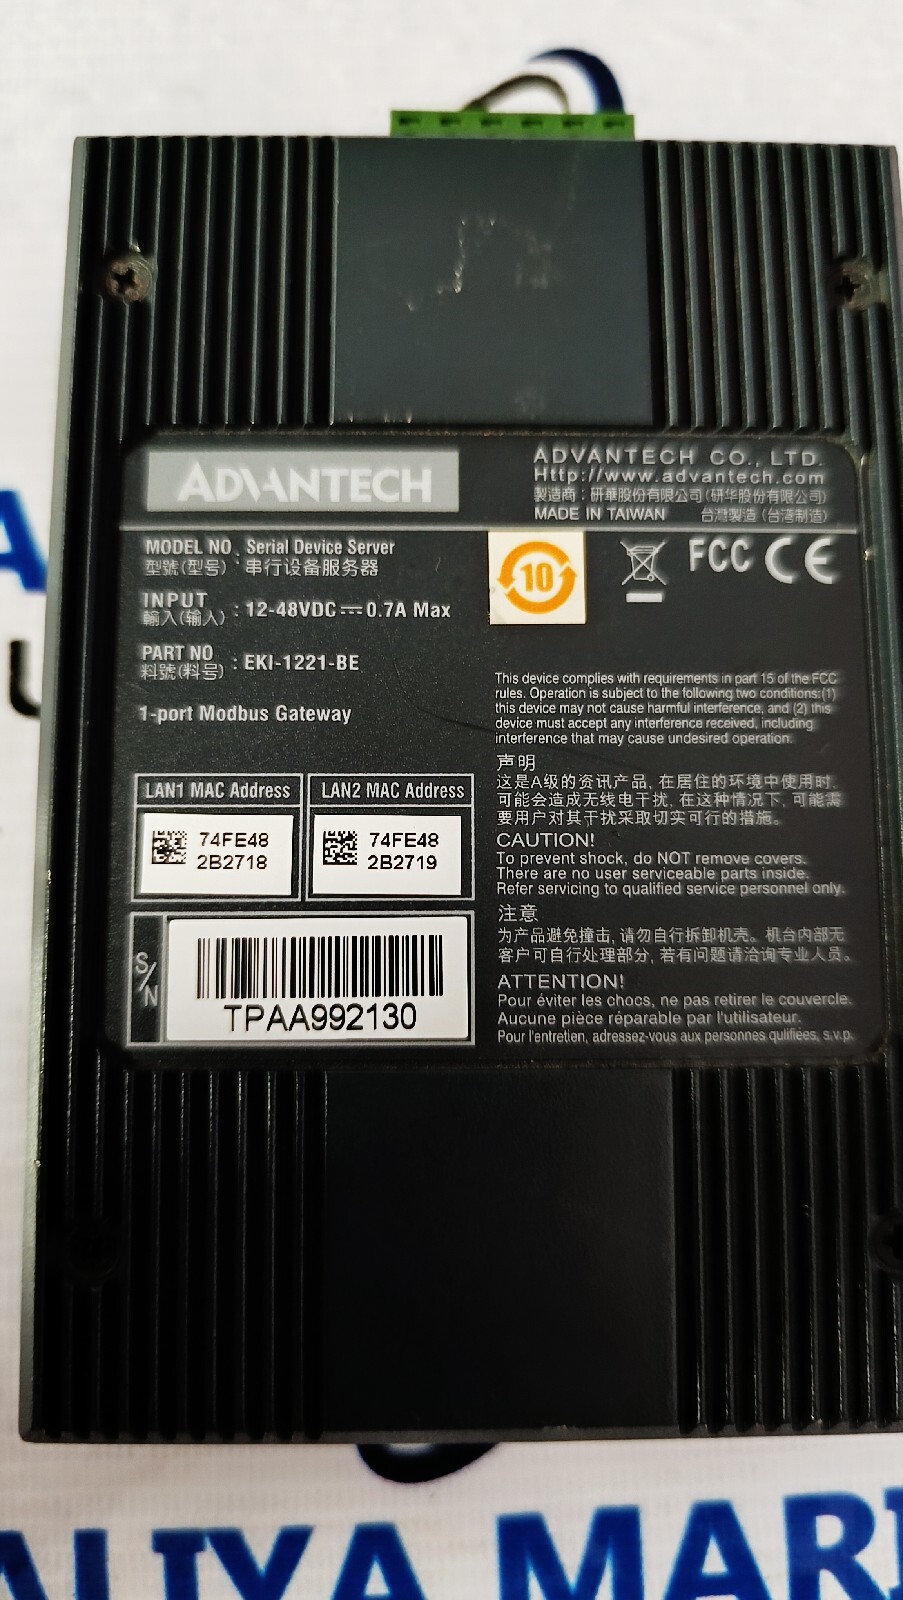 ADVANTECH
ADVANTECH CO., LTD.
Http://www.advantech.com
製造商：研華股份有限公司(研华股份有限公司)
MADE IN TAIWAN 台灣製造 (台湾制造)
MODEL NO. Serial Device Server
型號(型号)：串行设备服务器
INPUT
輸入(输入) : 12-48VDC⎓0.7A Max
PART NO
料號(料号) : EKI-1221-BE
1-port Modbus Gateway
10
FCC CE
LAN1 MAC Address
74FE48
2B2718
LAN2 MAC Address
74FE48
2B2719
S/N
TPAA992130
This device complies with requirements in part 15 of the FCC
rules. Operation is subject to the following two conditions:(1)
this device may not cause harmful interference, and (2) this
device must accept any interference received, including
interference that may cause undesired operation.
声明
这是A级的资讯产品, 在居住的环境中使用时,
可能会造成无线电干扰, 在这种情况下, 可能需
要用户对其干扰采取切实可行的措施。
CAUTION!
To prevent shock, do NOT remove covers.
There are no user serviceable parts inside.
Refer servicing to qualified service personnel only.
注意
为产品避免撞击, 请勿自行拆卸机壳。机台内部无
客户可自行处理部分, 若有问题请洽询专业人员。
ATTENTION!
Pour éviter les chocs, ne pas retirer le couvercle.
Aucune pièce réparable par l'utilisateur.
Pour l'entretien, adressez-vous aux personnes qulifiées, s.v.p.
ALIYA MARI